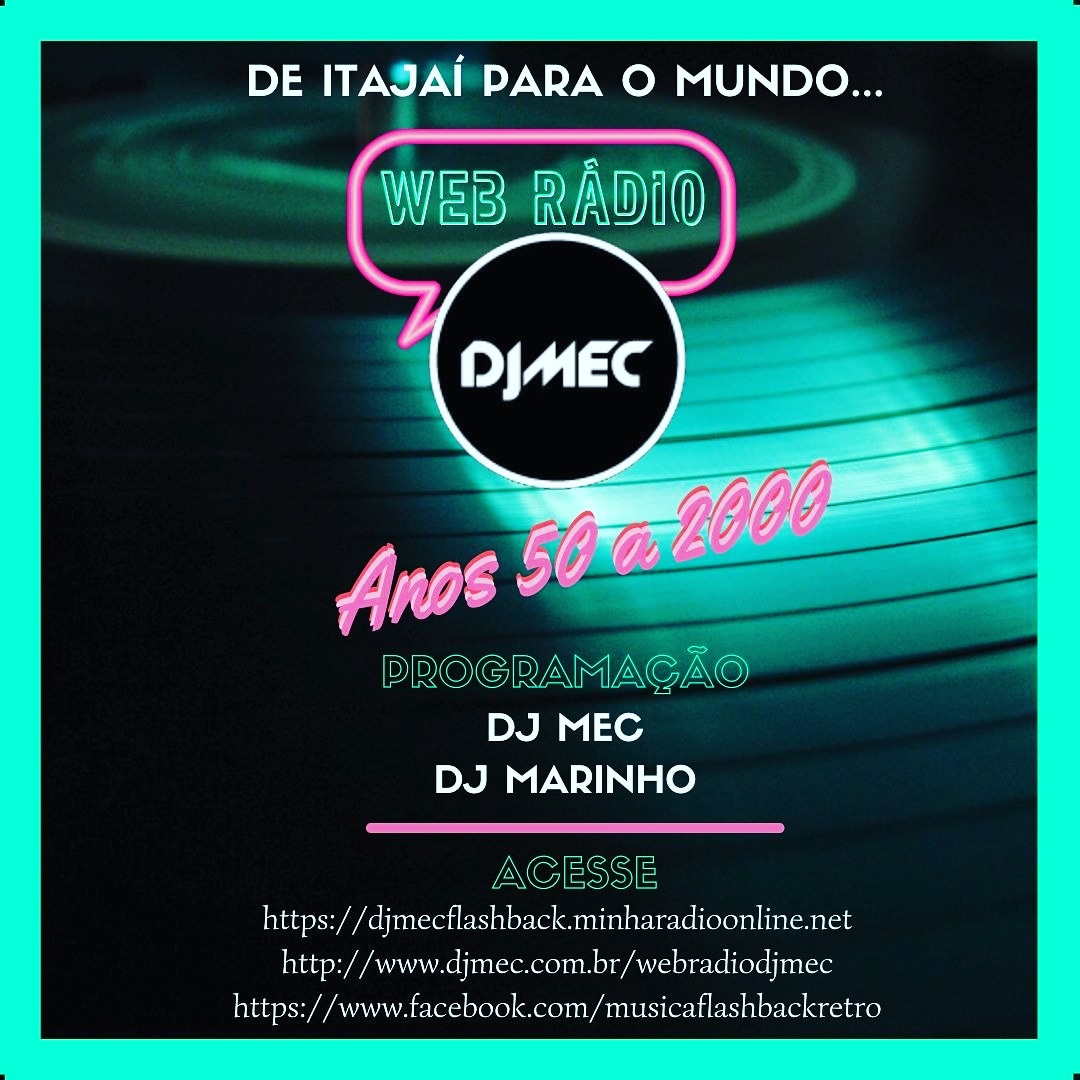 DE ITAJAÍ PARA O MUNDO...
WEB RÁDIO
DJMEC
Anos 50 a 2000
PROGRAMAÇÃO
DJ MEC
DJ MARINHO
ACESSE
https://djmecflashback.minharadioonline.net
http://www.djmec.com.br/webradiodjmec
https://www.facebook.com/musicaflashbackretro